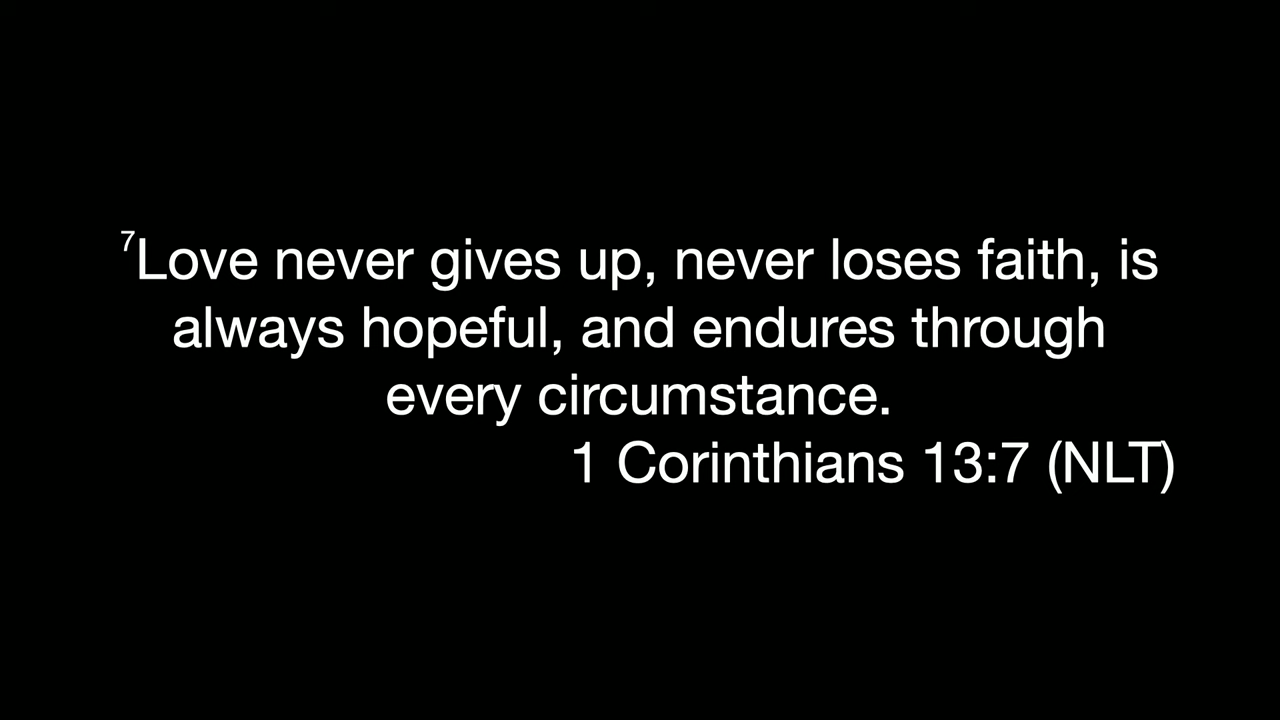 7Love never gives up, never loses faith, is
always hopeful, and endures through
every circumstance.
1 Corinthians 13:7 (NLT)